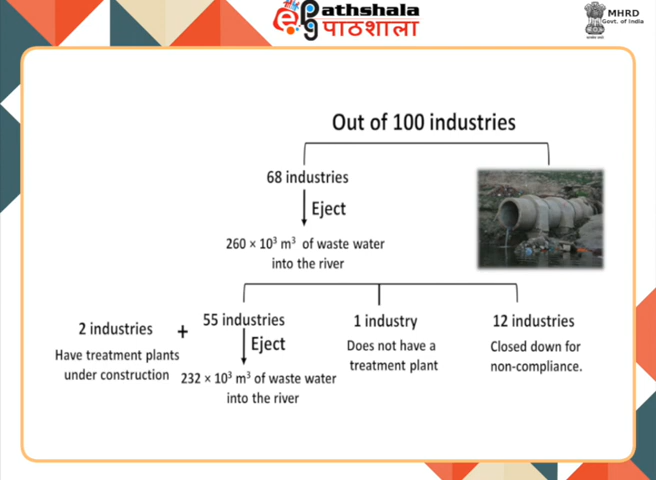 ePathshala
पाठशाला
MHRD
Govt. of India
Out of 100 industries
68 industries
Eject
260 × 10³ m³ of waste water
into the river
2 industries
Have treatment plants
under construction
+
55 industries
Eject
232 × 10³ m³ of waste water
into the river
1 industry
Does not have a
treatment plant
12 industries
Closed down for
non-compliance.